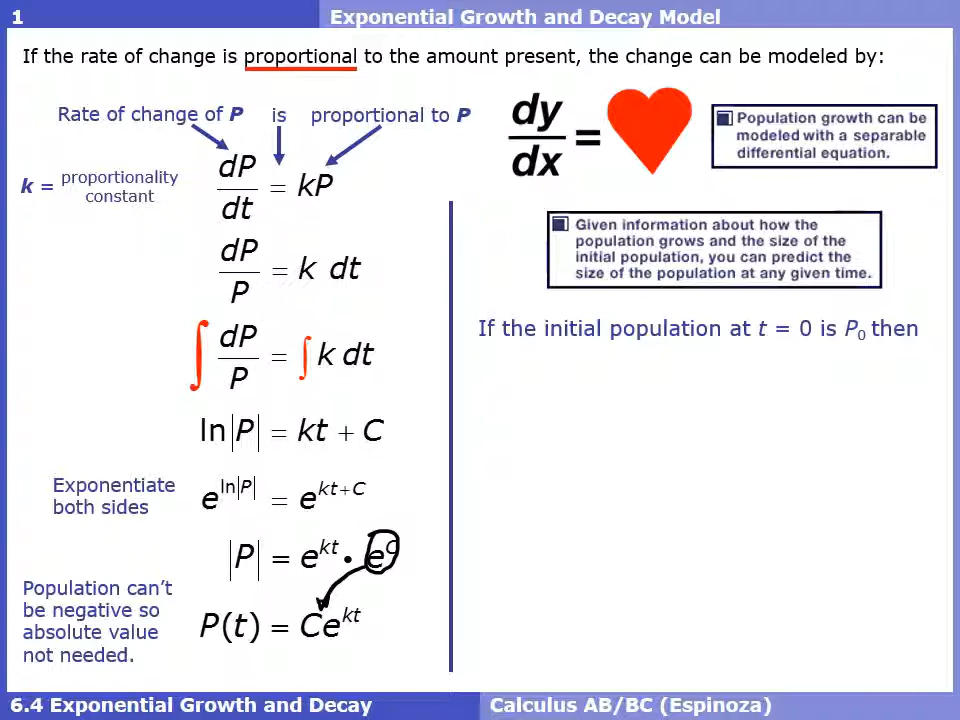 1
Exponential Growth and Decay Model
If the rate of change is proportional to the amount present, the change can be modeled by:
Rate of change of P is proportional to P
k = proportionality constant
dP/dt = kP
dP/P = k dt
∫ dP/P = ∫ k dt
ln|P| = kt + C
Exponentiate
both sides
e^{ln|P|} = e^{kt+C}
|P| = e^{kt} • e^{C}
Population can't
be negative so
absolute value
not needed.
P(t) = Ce^{kt}
dy/dx = ♥
Population growth can be
modeled with a separable
differential equation.
Given information about how the
population grows and the size of the
initial population, you can predict the
size of the population at any given time.
If the initial population at t = 0 is P₀ then
6.4 Exponential Growth and Decay
Calculus AB/BC (Espinoza)